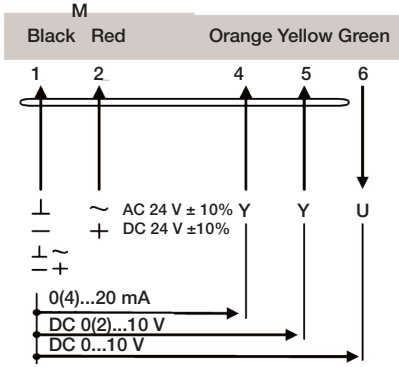 M
Black Red Orange Yellow Green
1 2 4 5 6
⊥ ~ AC 24 V ± 10% Y Y U
– + DC 24 V ±10%
⊥ ~
– +
0(4)...20 mA
DC 0(2)...10 V
DC 0...10 V